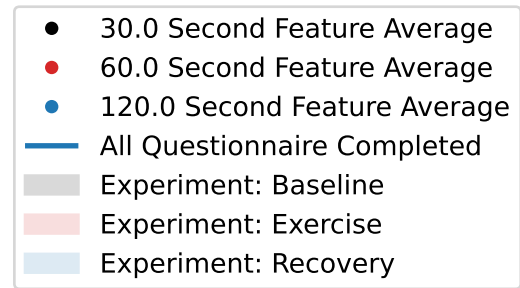 30.0 Second Feature Average
60.0 Second Feature Average
120.0 Second Feature Average
All Questionnaire Completed
Experiment: Baseline
Experiment: Exercise
Experiment: Recovery